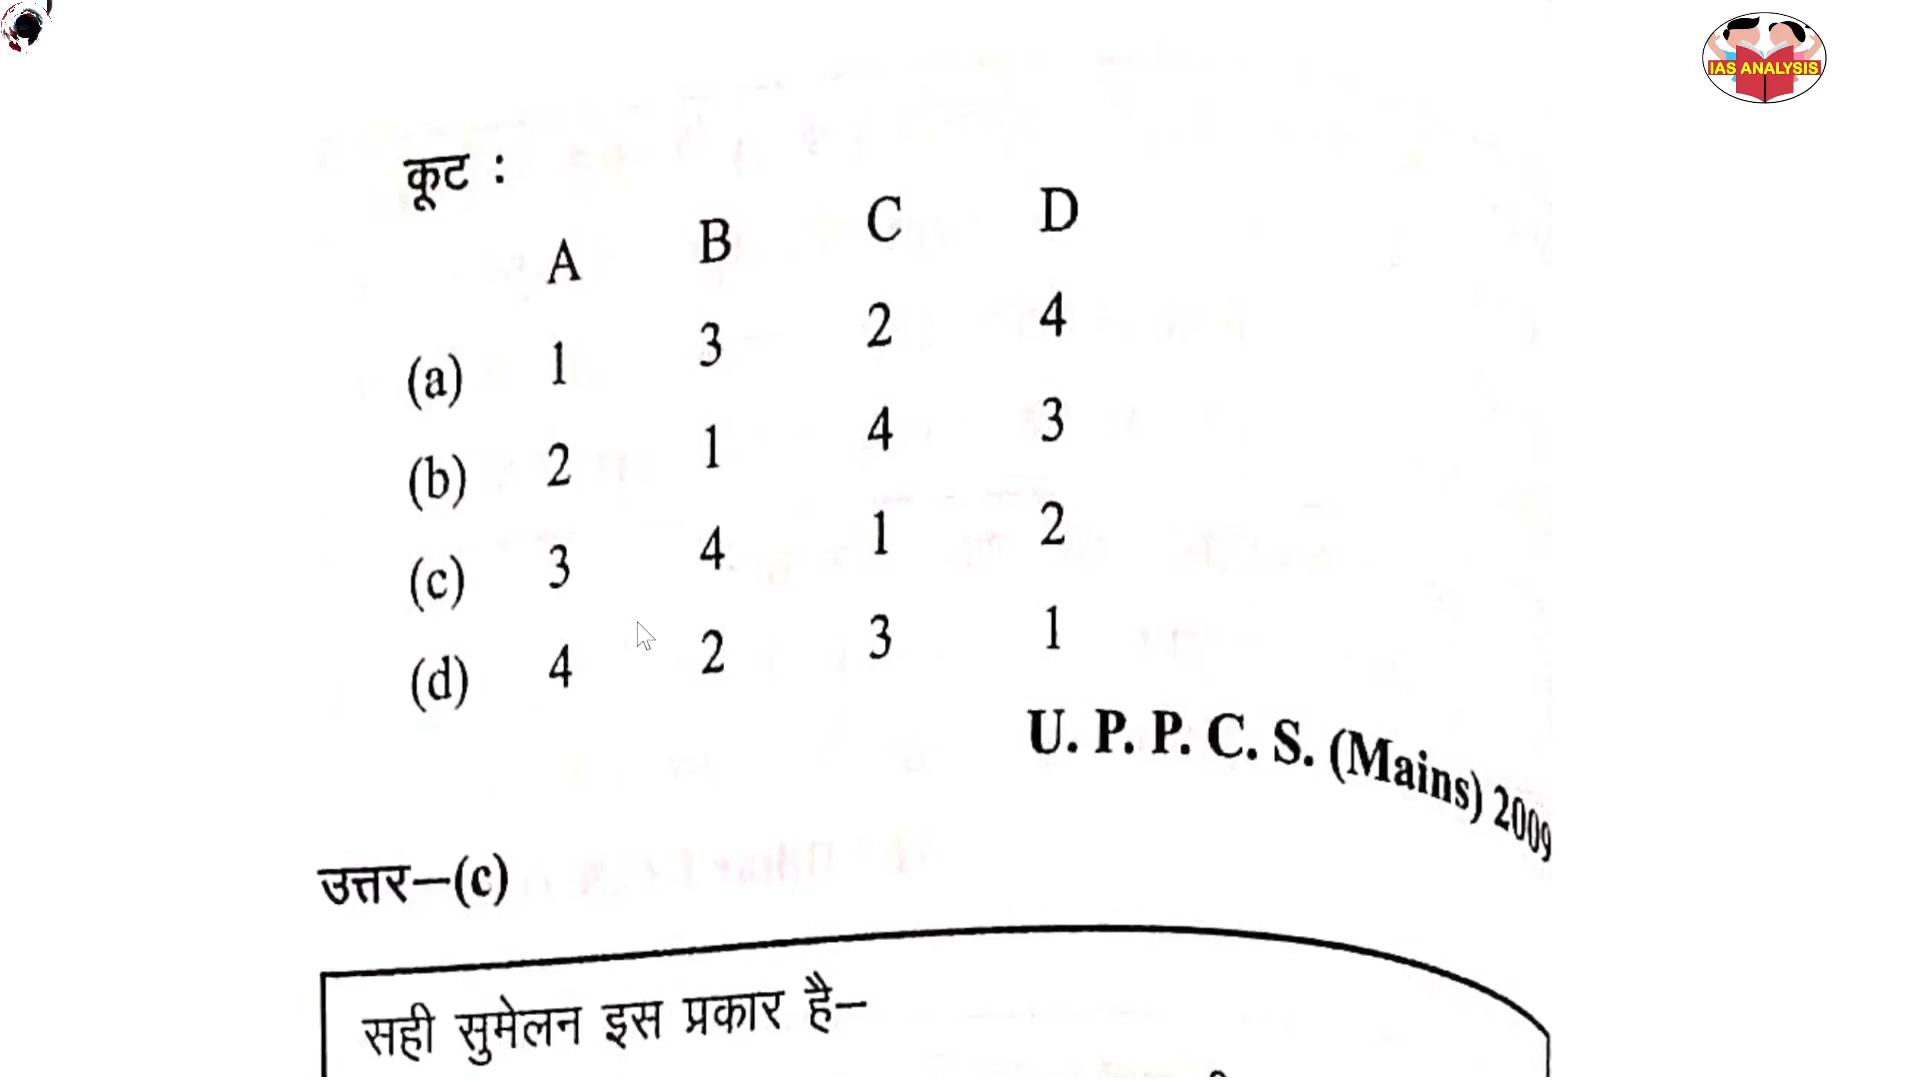 IAS ANALYSIS
कूट :
A B C D
(a) 1 3 2 4
(b) 2 1 4 3
(c) 3 4 1 2
(d) 4 2 3 1
U. P. P. C. S. (Mains) 2009
उत्तर–(c)
सही सुमेलन इस प्रकार है–